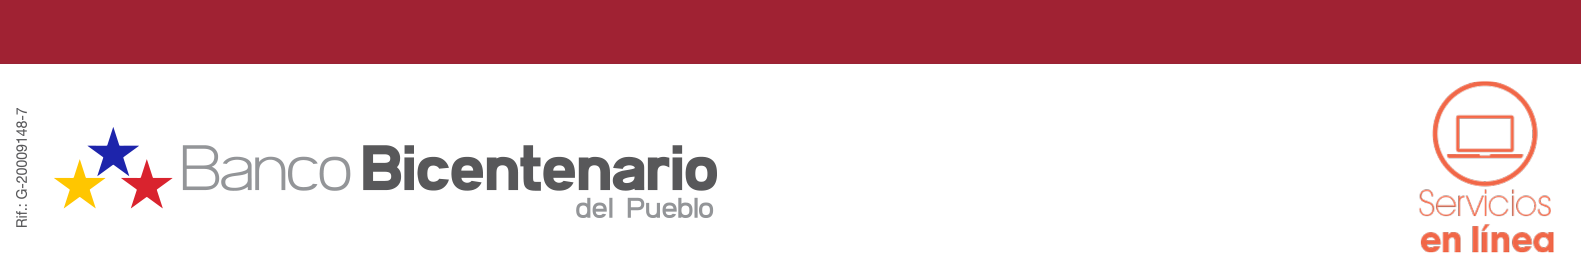 Rif.: G-20009148-7
Banco Bicentenario
del Pueblo
Servicios
en línea